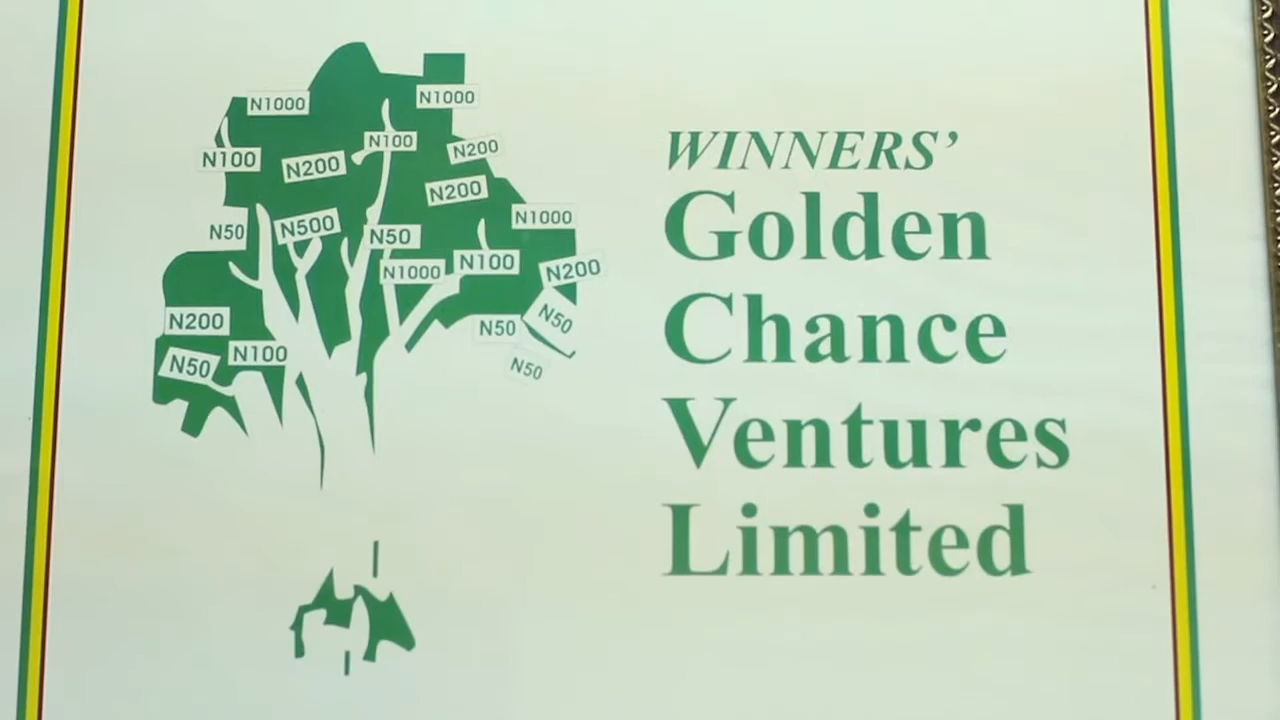 N1000
N1000
N100
N200
N100
N200
N200
N50
N500
N50
N1000
N1000
N100
N200
N200
N50
N50
N50
N100
N50
WINNERS’
Golden
Chance
Ventures
Limited